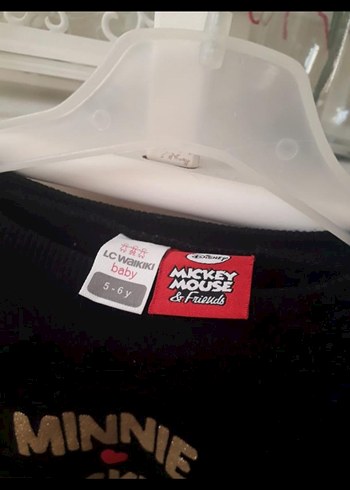 LC WAIKIKI
baby
5 - 6 y
©Disney
MICKEY
MOUSE
& Friends
MINNIE